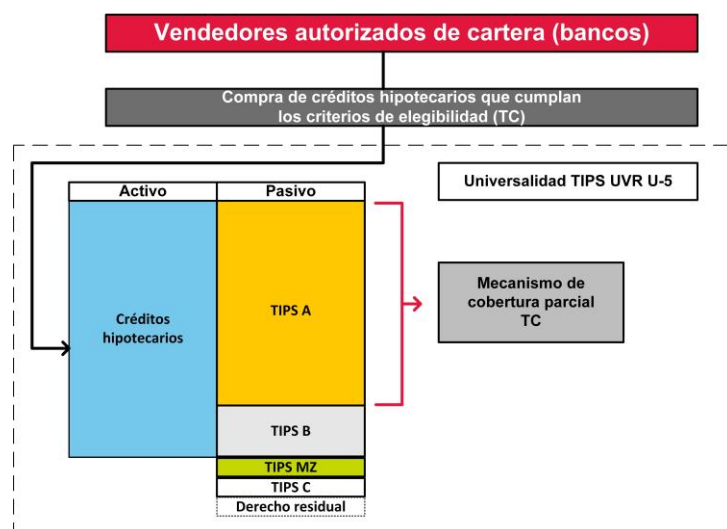 Vendedores autorizados de cartera (bancos)
Compra de créditos hipotecarios que cumplan
los criterios de elegibilidad (TC)
Universalidad TIPS UVR U-5
Activo
Pasivo
Créditos
hipotecarios
TIPS A
Mecanismo de
cobertura parcial
TC
TIPS B
TIPS MZ
TIPS C
Derecho residual